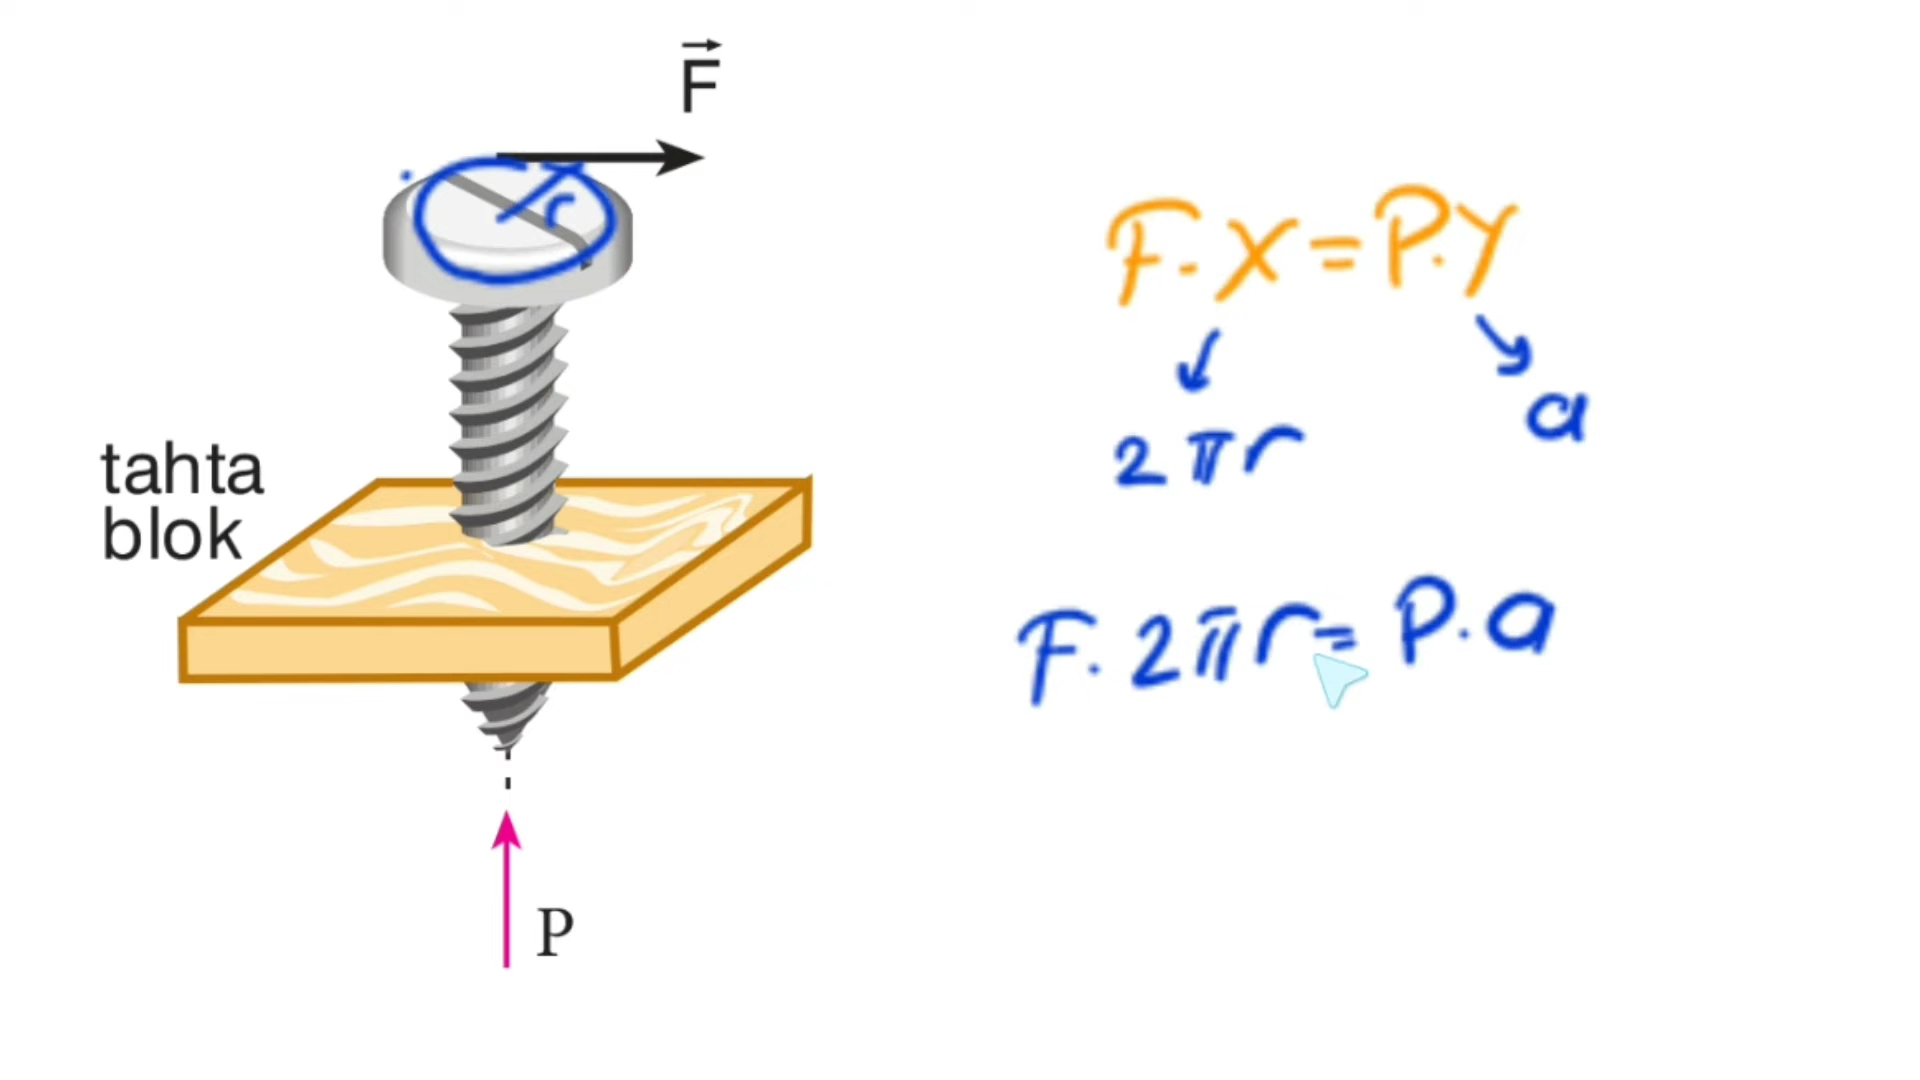 F
r
F. X = P. Y
2πr
a
tahta
blok
F. 2πr = P. a
P